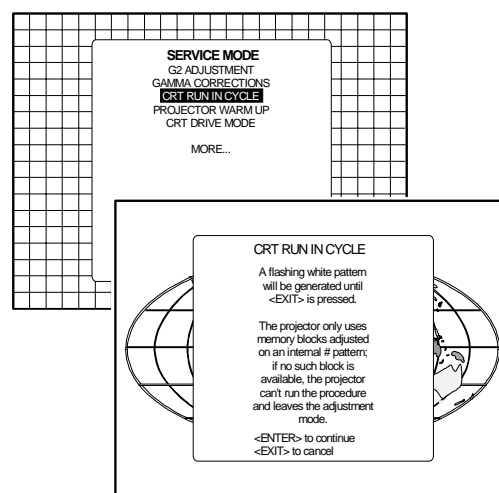 SERVICE MODE
G2 ADJUSTMENT
GAMMA CORRECTIONS
CRT RUN IN CYCLE
PROJECTOR WARM UP
CRT DRIVE MODE
MORE...
CRT RUN IN CYCLE
A flashing white pattern
will be generated until
<EXIT> is pressed.
The projector only uses
memory blocks adjusted
on an internal # pattern;
if no such block is
available, the projector
can't run the procedure
and leaves the adjustment
mode.
<ENTER> to continue
<EXIT> to cancel